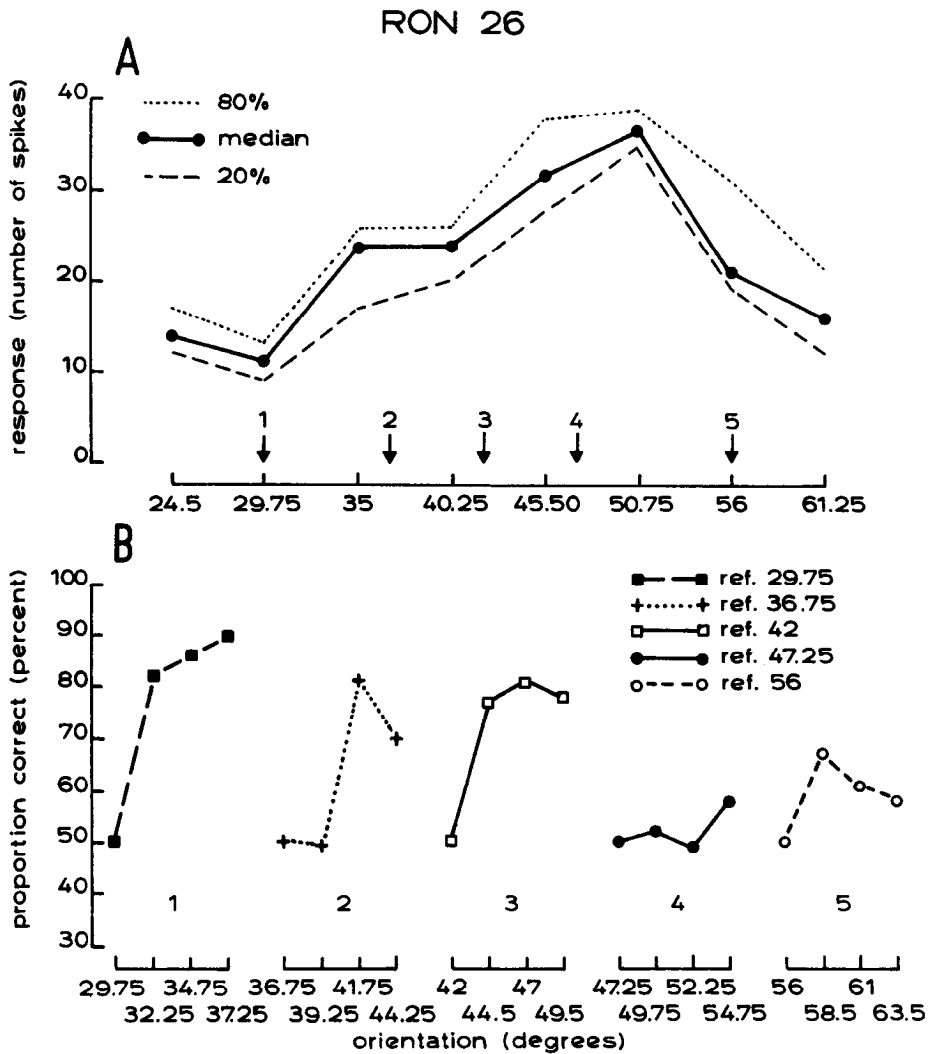 RON 26
A
response (number of spikes)
40
30
20
10
0
80%
median
20%
1 2 3 4 5
24.5 29.75 35 40.25 45.50 50.75 56 61.25
B
proportion correct (percent)
100
90
80
70
60
50
40
30
ref. 29.75
ref. 36.75
ref. 42
ref. 47.25
ref. 56
1 2 3 4 5
29.75 34.75 36.75 41.75 42 47 47.25 52.25 56 61
32.25 37.25 39.25 44.25 44.5 49.5 49.75 54.75 58.5 63.5
orientation (degrees)